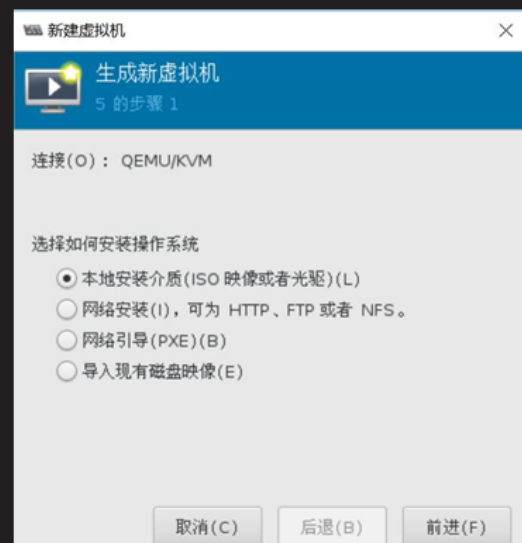 新建虚拟机
生成新虚拟机
5 的步骤 1
连接(O)： QEMU/KVM
选择如何安装操作系统
本地安装介质(ISO 映像或者光驱)(L)
网络安装(I)，可为 HTTP、FTP 或者 NFS。
网络引导(PXE)(B)
导入现有磁盘映像(E)
取消(C) 后退(B) 前进(F)